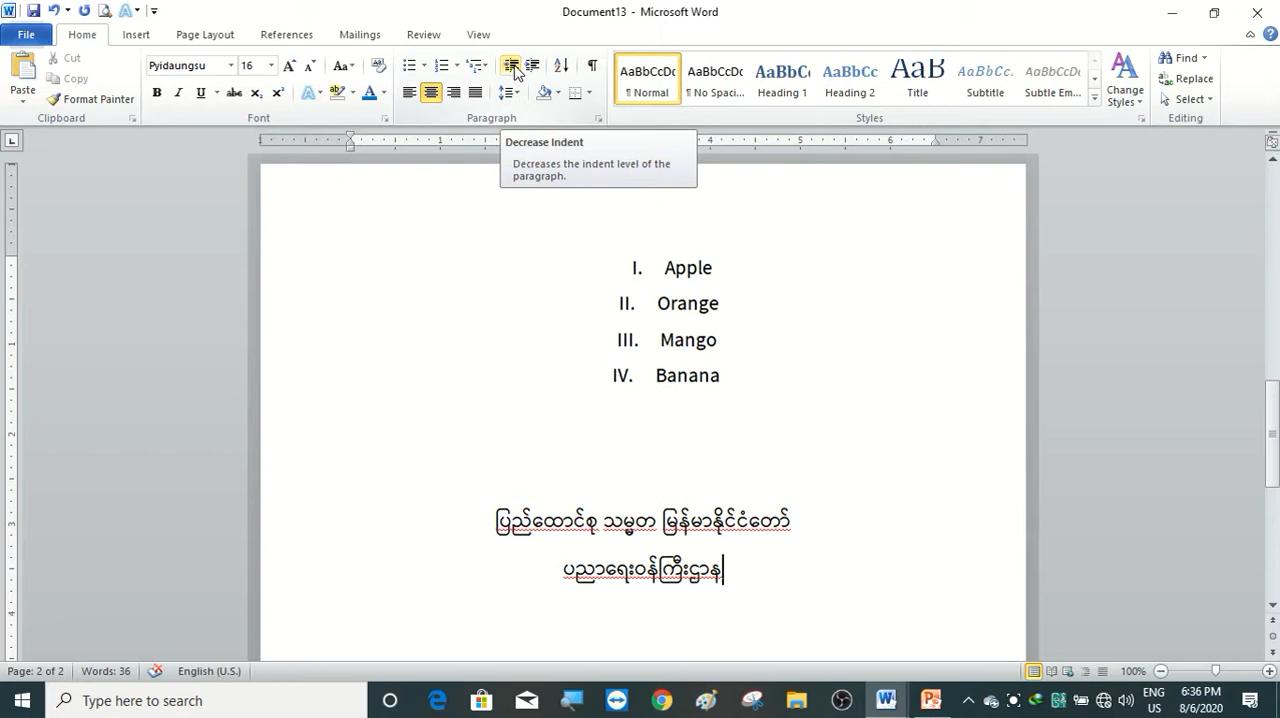 Document13 - Microsoft Word
File Home Insert Page Layout References Mailings Review View
Paste
Cut
Copy
Format Painter
Clipboard
Pyidaungsu 16
Font
Paragraph
AaBbCcDc AaBbCcDc AaBbC AaBbCc AaB AaBbCc. AaBbCcDc
¶ Normal ¶ No Spaci... Heading 1 Heading 2 Title Subtitle Subtle Em...
Change Styles
Styles
Find
Replace
Select
Editing
Decrease Indent
Decreases the indent level of the
paragraph.
I. Apple
II. Orange
III. Mango
IV. Banana
ပြည်ထောင်စု သမ္မတ မြန်မာနိုင်ငံတော်
ပညာရေးဝန်ကြီးဌာန
Page: 2 of 2 Words: 36 English (U.S.) 100%
Type here to search
ENG US
6:36 PM
8/6/2020